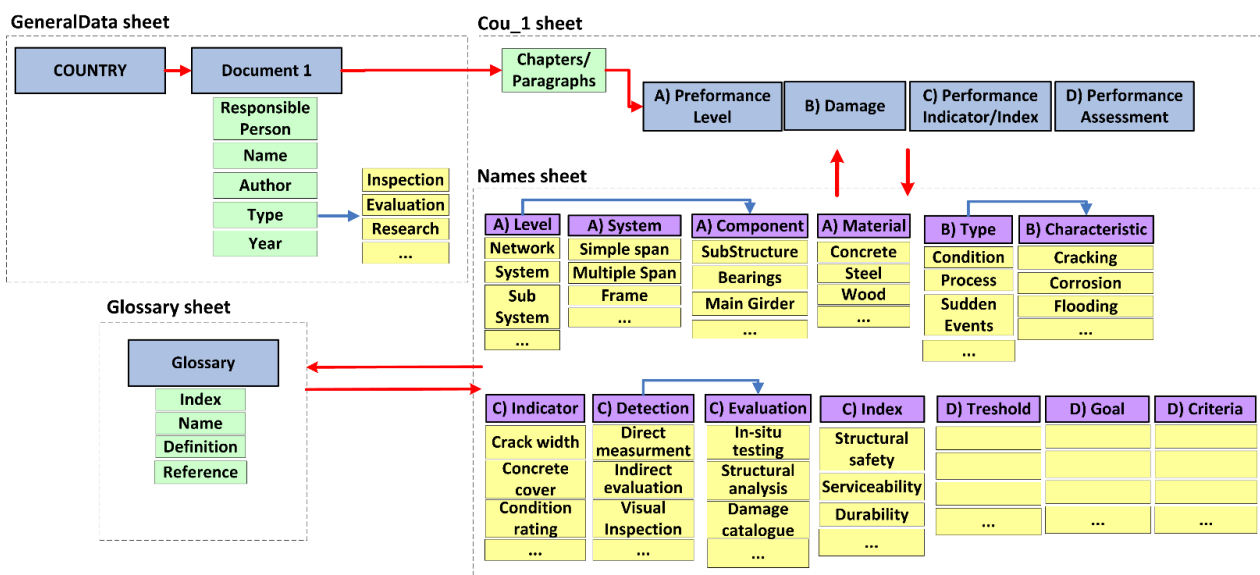 GeneralData sheet
COUNTRY
Document 1
Responsible
Person
Name
Author
Type
Year
Inspection
Evaluation
Research
...
Cou_1 sheet
Chapters/
Paragraphs
A) Preformance
Level
B) Damage
C) Performance
Indicator/Index
D) Performance
Assessment
Names sheet
A) Level
Network
System
Sub
System
...
A) System
Simple span
Multiple Span
Frame
...
A) Component
SubStructure
Bearings
Main Girder
...
A) Material
Concrete
Steel
Wood
...
B) Type
Condition
Process
Sudden
Events
...
B) Characteristic
Cracking
Corrosion
Flooding
...
Glossary sheet
Glossary
Index
Name
Definition
Reference
C) Indicator
Crack width
Concrete
cover
Condition
rating
...
C) Detection
Direct
measurment
Indirect
evaluation
Visual
Inspection
...
C) Evaluation
In-situ
testing
Structural
analysis
Damage
catalogue
...
C) Index
Structural
safety
Serviceability
Durability
...
D) Treshold
...
D) Goal
...
D) Criteria
...